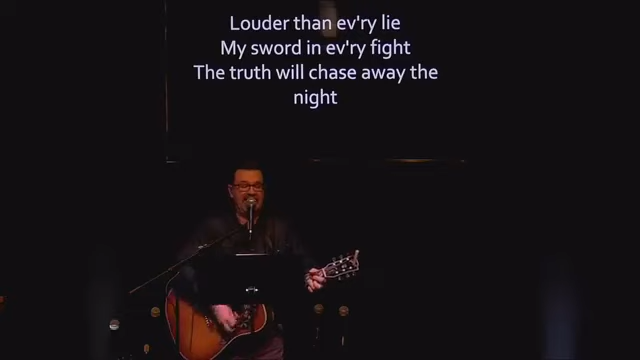 Louder than ev'ry lie
My sword in ev'ry fight
The truth will chase away the
night